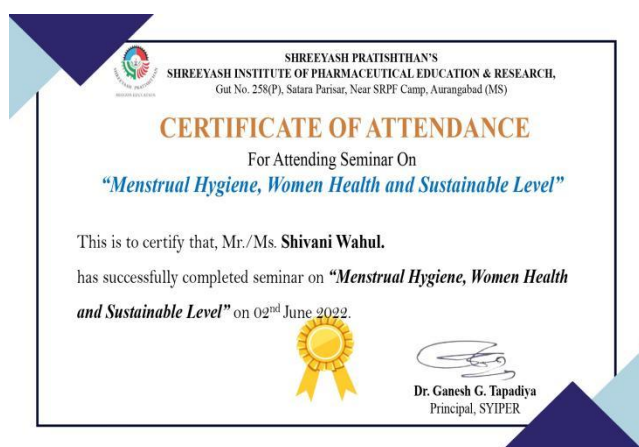 SHREEYASH PRATISHTHAN'S
SHREEYASH INSTITUTE OF PHARMACEUTICAL EDUCATION & RESEARCH,
Gut No. 258(P), Satara Parisar, Near SRPF Camp, Aurangabad (MS)
CERTIFICATE OF ATTENDANCE
For Attending Seminar On
“Menstrual Hygiene, Women Health and Sustainable Level”
This is to certify that, Mr./Ms. Shivani Wahul.
has successfully completed seminar on “Menstrual Hygiene, Women Health
and Sustainable Level” on 02nd June 2022.
Dr. Ganesh G. Tapadiya
Principal, SYIPER